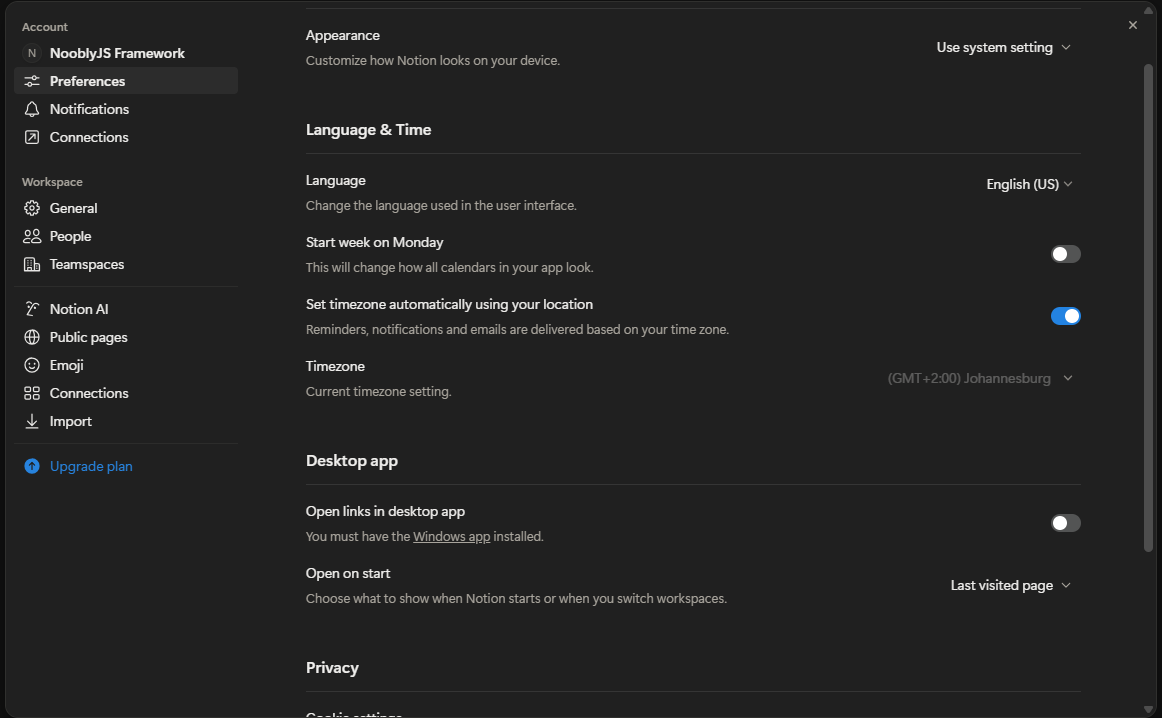 Account
N NooblyJS Framework
Preferences
Notifications
Connections
Workspace
General
People
Teamspaces
Notion AI
Public pages
Emoji
Connections
Import
Upgrade plan
Appearance
Use system setting
Customize how Notion looks on your device.
Language & Time
Language
English (US)
Change the language used in the user interface.
Start week on Monday
This will change how all calendars in your app look.
Set timezone automatically using your location
Reminders, notifications and emails are delivered based on your time zone.
Timezone
(GMT+2:00) Johannesburg
Current timezone setting.
Desktop app
Open links in desktop app
You must have the Windows app installed.
Open on start
Last visited page
Choose what to show when Notion starts or when you switch workspaces.
Privacy
Cookie settings